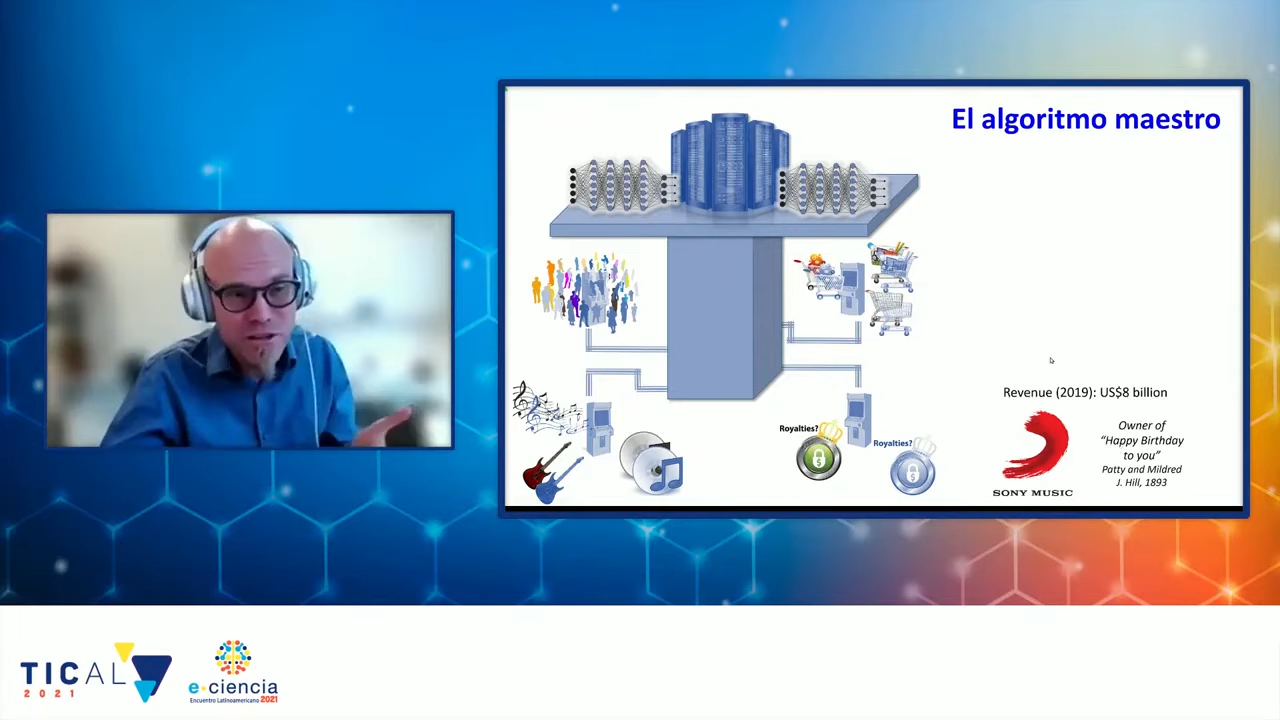 El algoritmo maestro
Royalties?
Royalties?
Revenue (2019): US$8 billion
SONY MUSIC
Owner of
“Happy Birthday
to you”
Patty and Mildred
J. Hill, 1893
TICAL
2021
e·ciencia
Encuentro Latinoamericano 2021